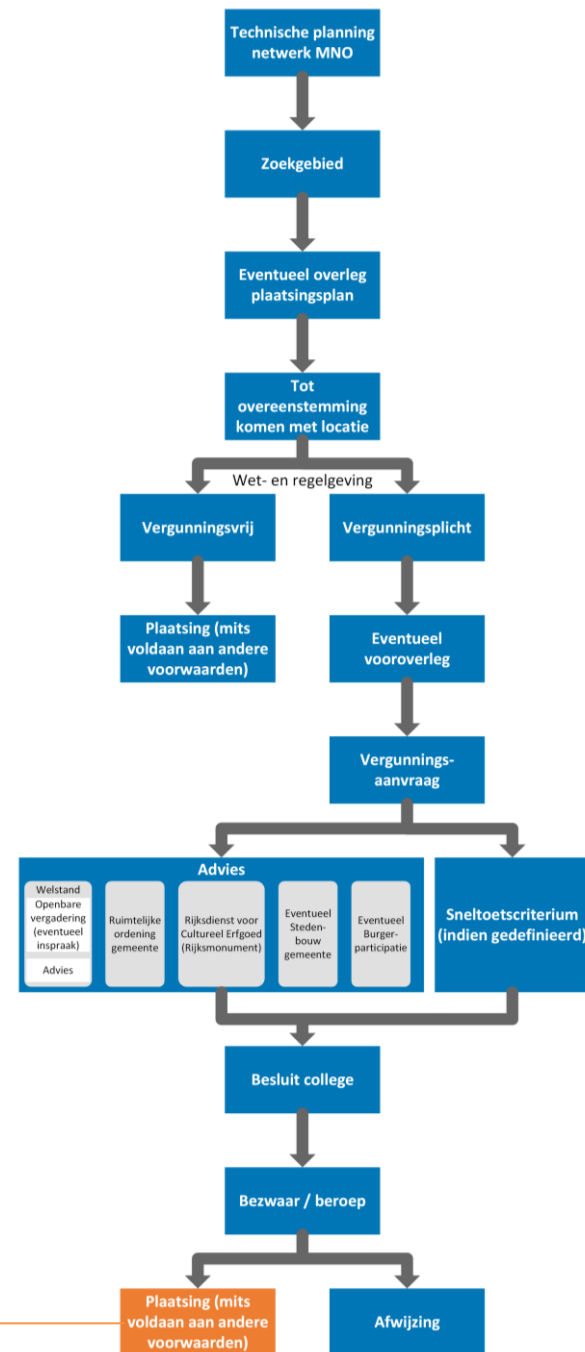 Technische planning
netwerk MNO
Zoekgebied
Eventueel overleg
plaatsingsplan
Tot
overeenstemming
komen met locatie
Wet- en regelgeving
Vergunningsvrij
Vergunningsplicht
Plaatsing (mits
voldaan aan andere
voorwaarden)
Eventueel
vooroverleg
Vergunnings-
aanvraag
Advies
Welstand
Openbare
vergadering
(eventueel
inspraak)
Advies
Ruimtelijke
ordening
gemeente
Rijksdienst voor
Cultureel Erfgoed
(Rijksmonument)
Eventueel
Steden-
bouw
gemeente
Eventueel
Burger-
participatie
Sneltoetscriterium
(indien gedefinieerd)
Besluit college
Bezwaar / beroep
Plaatsing (mits
voldaan aan andere
voorwaarden)
Afwijzing